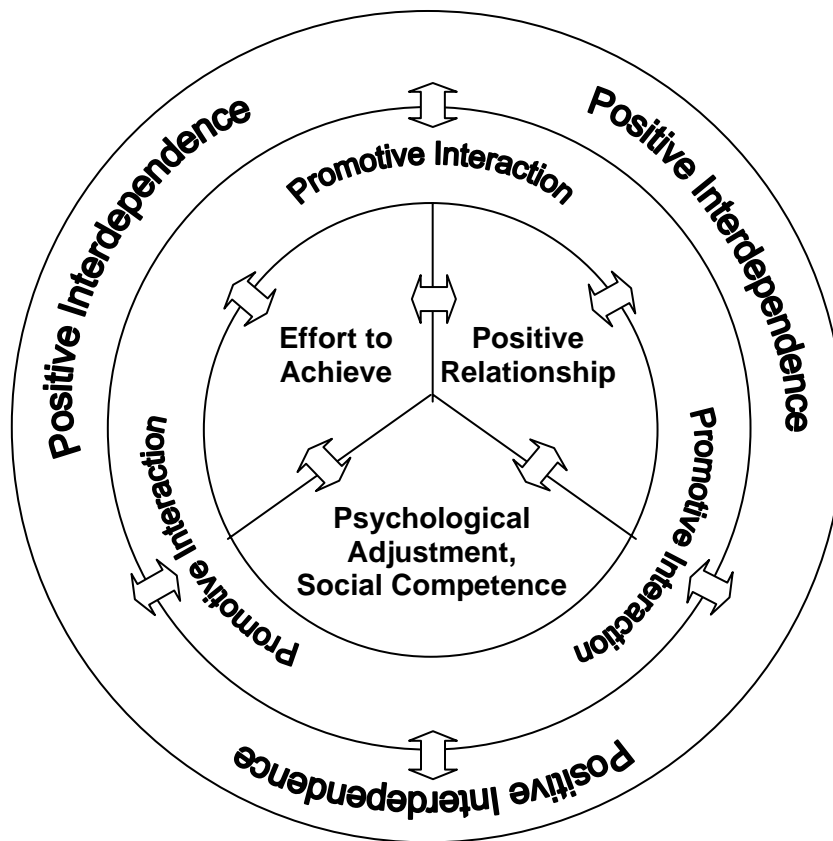 Positive Interdependence
Positive Interdependence
Promotive Interaction
Effort to
Achieve
Positive
Relationship
Promotive Interaction
Promotive Interaction
Psychological
Adjustment,
Social Competence
Positive Interdependence